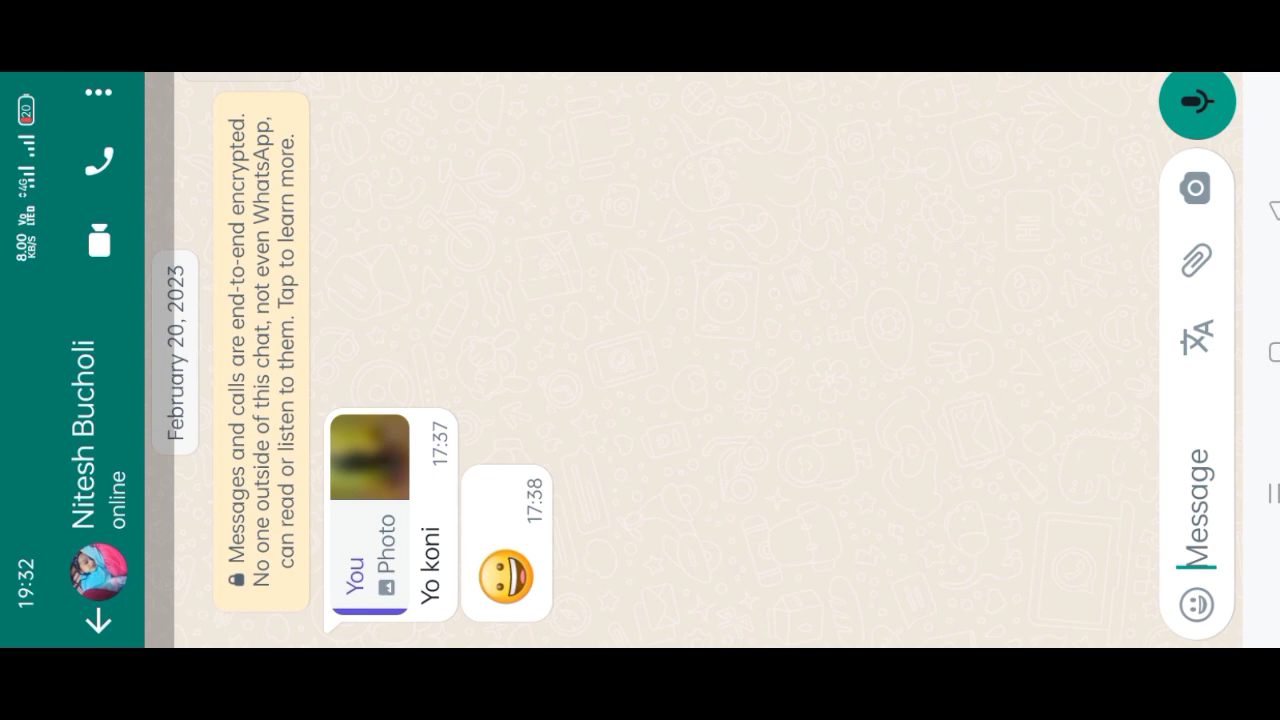 19:32
8.00 KB/S Vo LTED 4G 20
Nitesh Bucholi
online
February 20, 2023
Messages and calls are end-to-end encrypted.
No one outside of this chat, not even WhatsApp,
can read or listen to them. Tap to learn more.
You
Photo
Yo koni
17:37
17:38
Message